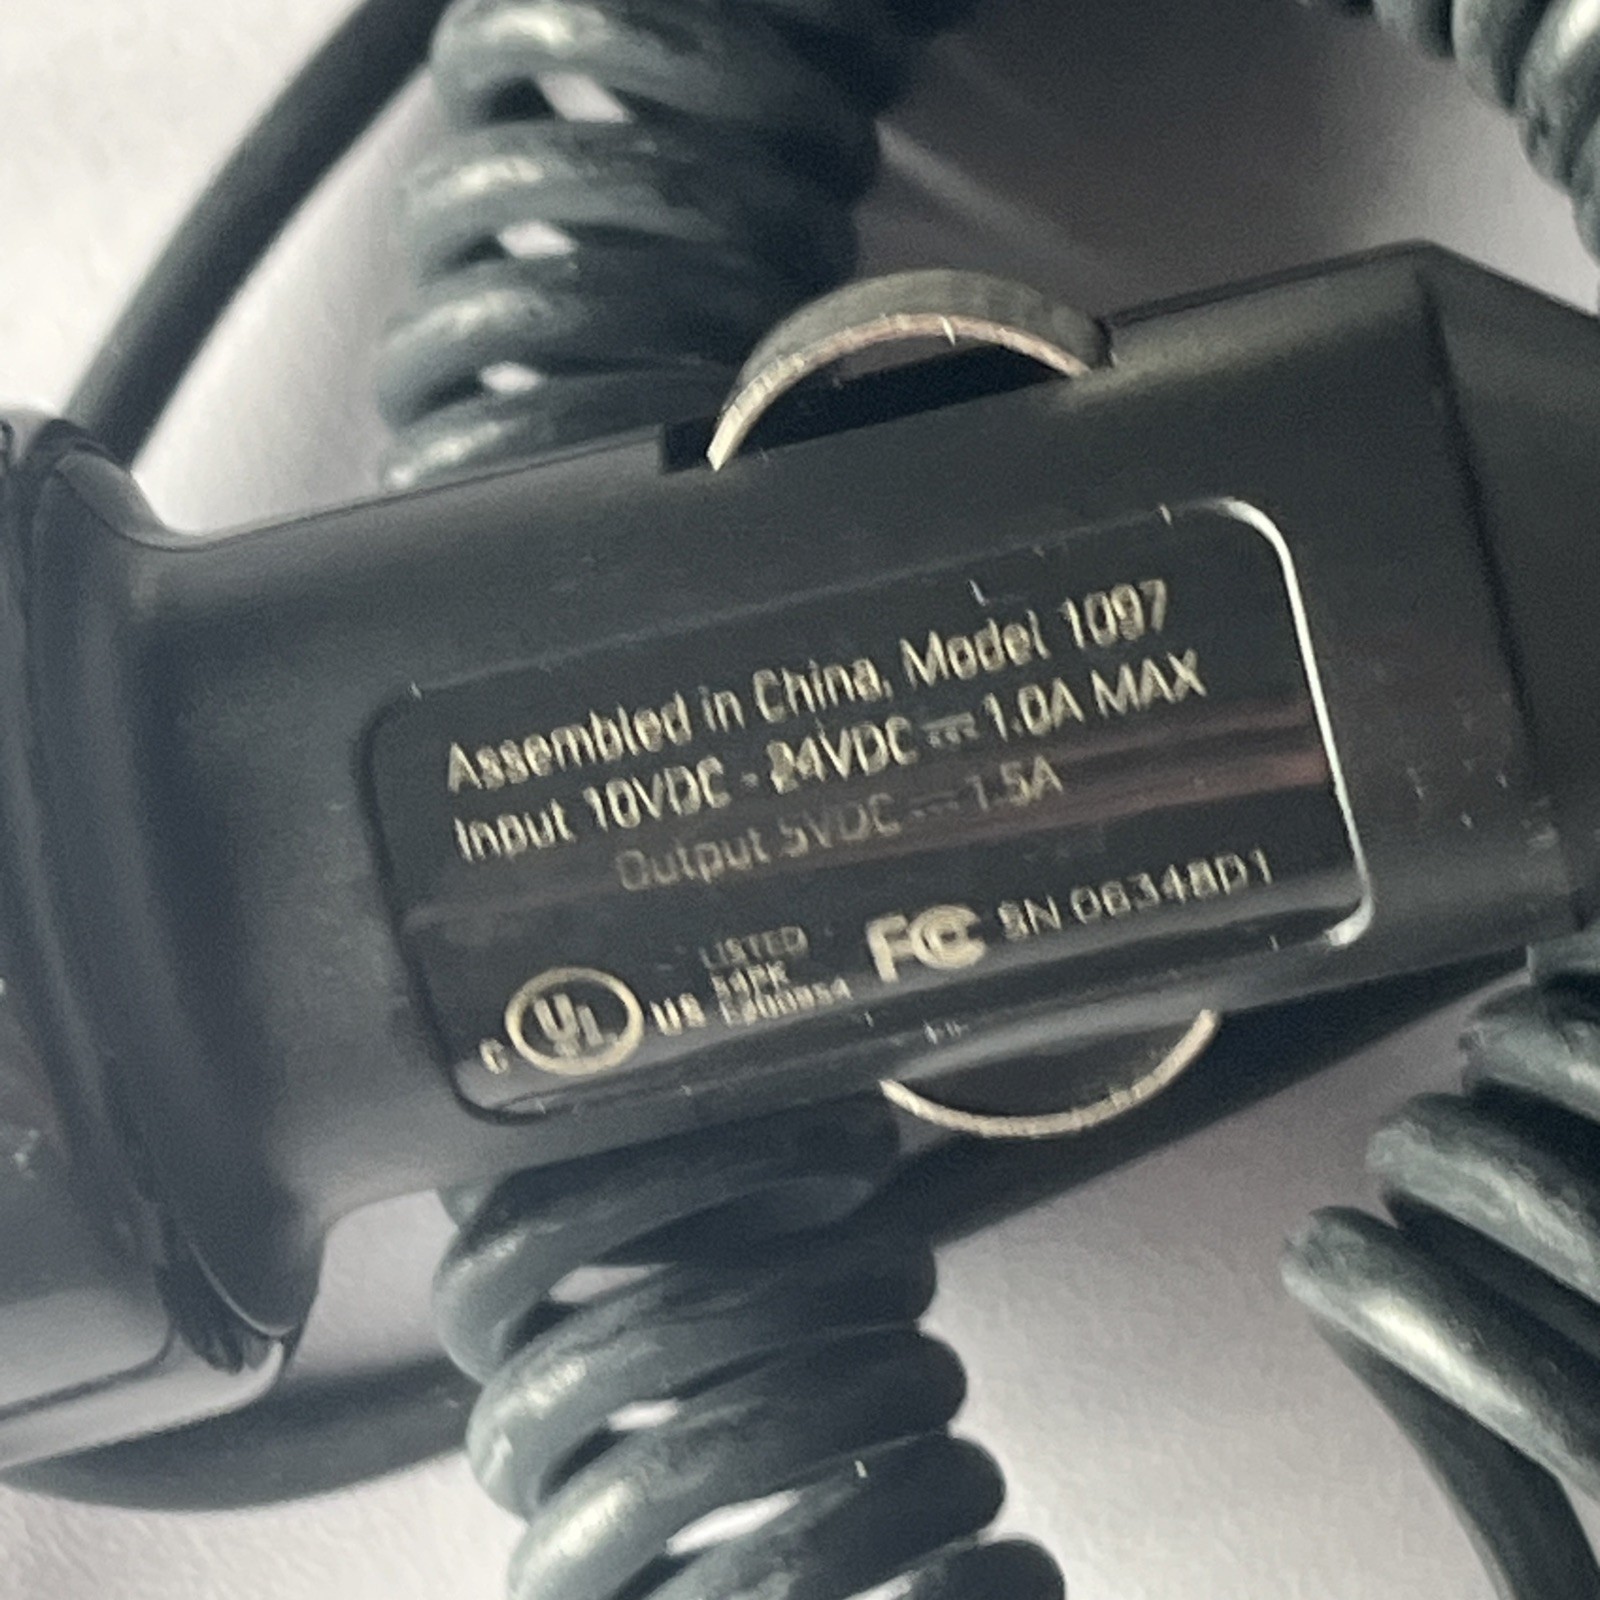 Assembled in China, Model 1097
Input 10VDC - 24VDC ⎓ 1.0A MAX
Output 5VDC ⎓ 1.5A
LISTED
FC SN
C UL US